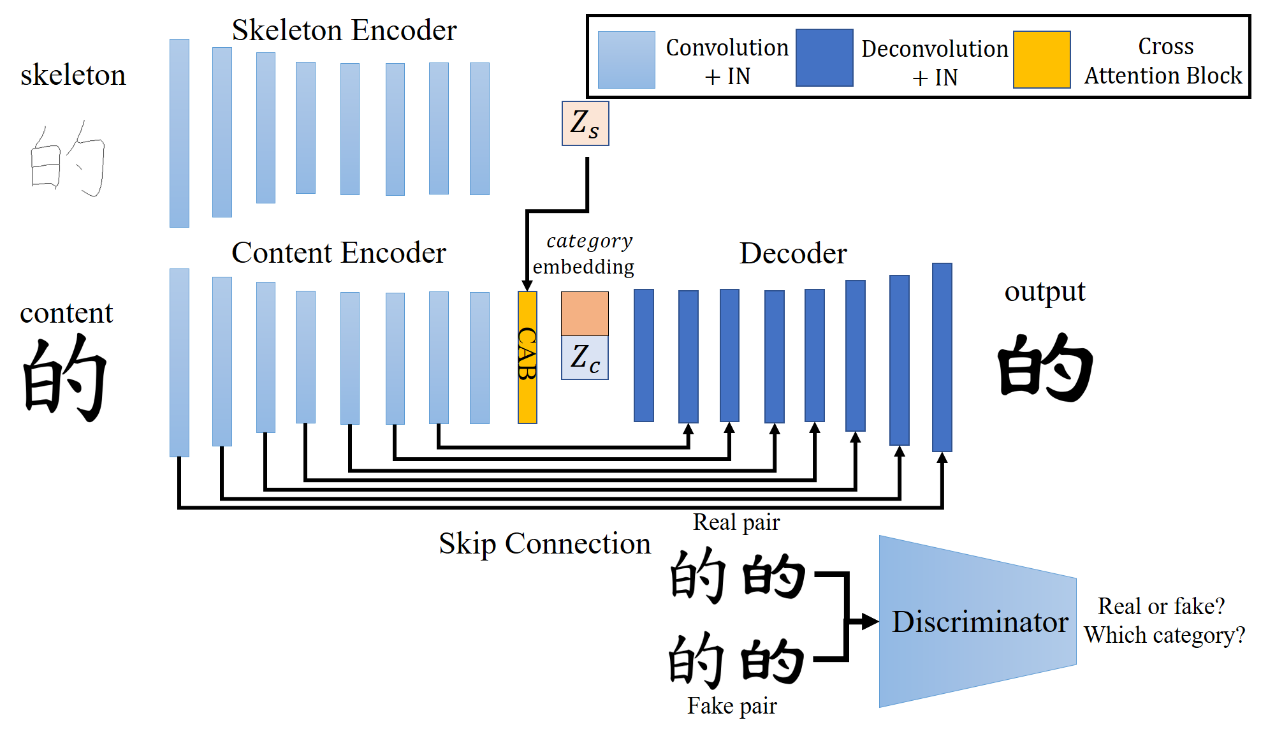 Skeleton Encoder
skeleton
的
Convolution
+ IN
Deconvolution
+ IN
Cross
Attention Block
Z_s
Content Encoder
category
embedding
Decoder
content
的
CAB
Z_c
output
的
Skip Connection
Real pair
的 的
的 的
Fake pair
Discriminator
Real or fake?
Which category?